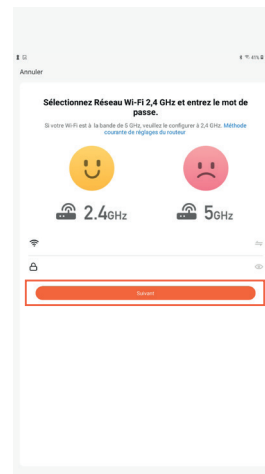 41%
Annuler
Sélectionnez Réseau Wi-Fi 2,4 GHz et entrez le mot de
passe.
Si votre Wi-Fi est à la bande de 5 GHz, veuillez le configurer à 2,4 GHz. Méthode
courante de réglages du routeur
2.4GHz 5GHz
Suivant